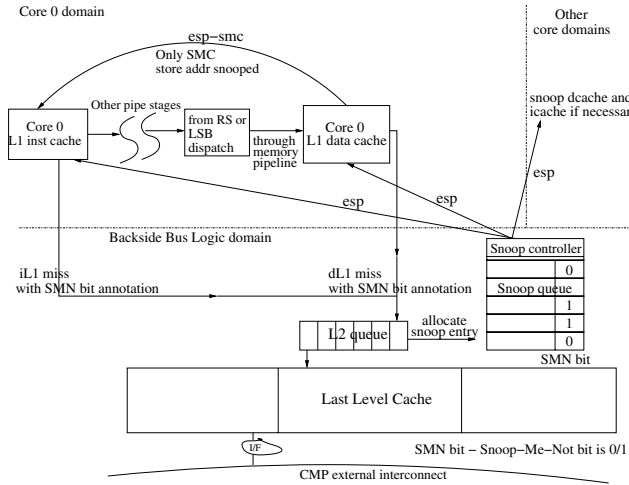 Core 0 domain
Other
core domains
esp−smc
Only SMC
store addr snooped
snoop dcache and
icache if necessar
Other pipe stages
Core 0
L1 inst cache
from RS or
LSB
dispatch
through
memory
pipeline
Core 0
L1 data cache
esp
esp
esp
Backside Bus Logic domain
Snoop controller
0
Snoop queue
1
1
0
SMN bit
iL1 miss
with SMN bit annotation
dL1 miss
with SMN bit annotation
L2 queue
allocate
snoop entry
Last Level Cache
I/F
SMN bit − Snoop−Me−Not bit is 0/1
CMP external interconnect